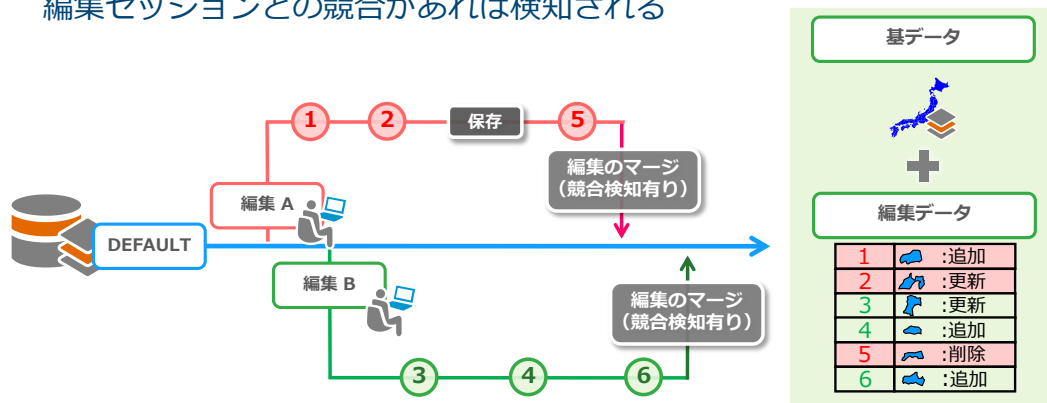 編集セッションとの競合があれば検知される
基データ
1
2
保存
5
編集のマージ
（競合検知有り）
編集 A
編集データ
DEFAULT
1 :追加
2 :更新
3 :更新
4 :追加
5 :削除
6 :追加
編集 B
編集のマージ
（競合検知有り）
3
4
6